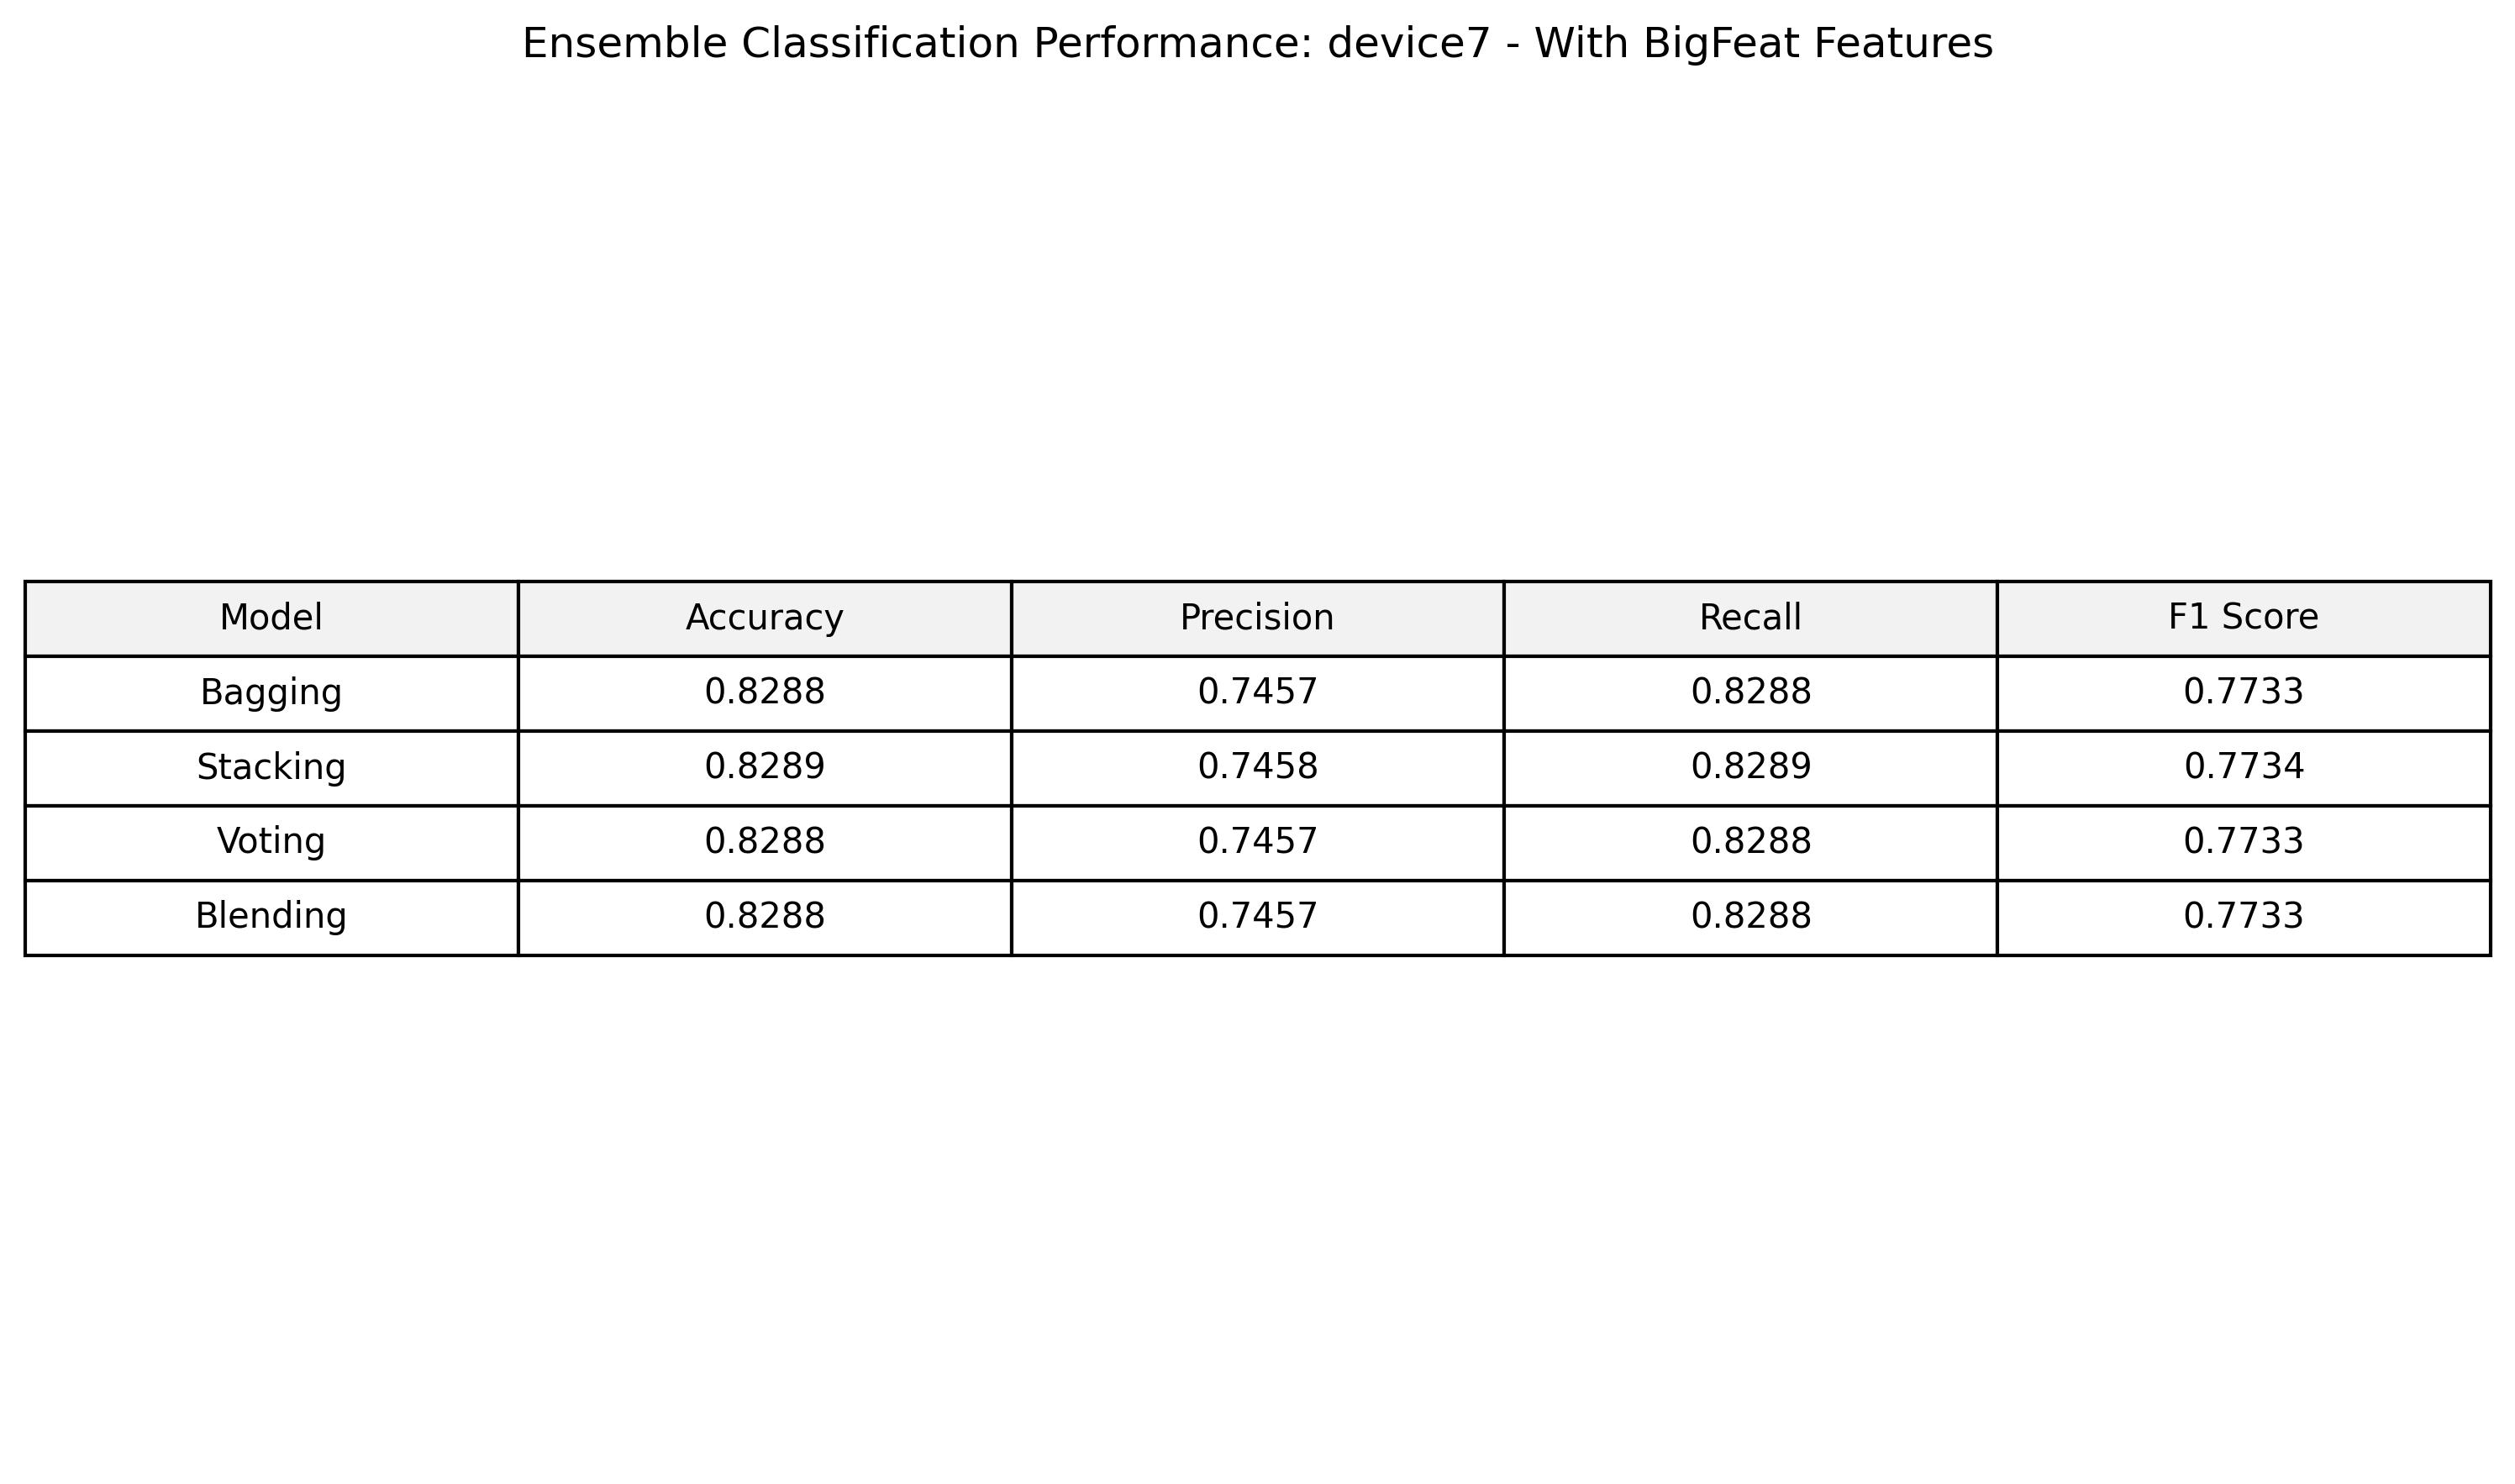 Ensemble Classification Performance: device7 - With BigFeat Features
Model Accuracy Precision Recall F1 Score
Bagging 0.8288 0.7457 0.8288 0.7733
Stacking 0.8289 0.7458 0.8289 0.7734
Voting 0.8288 0.7457 0.8288 0.7733
Blending 0.8288 0.7457 0.8288 0.7733